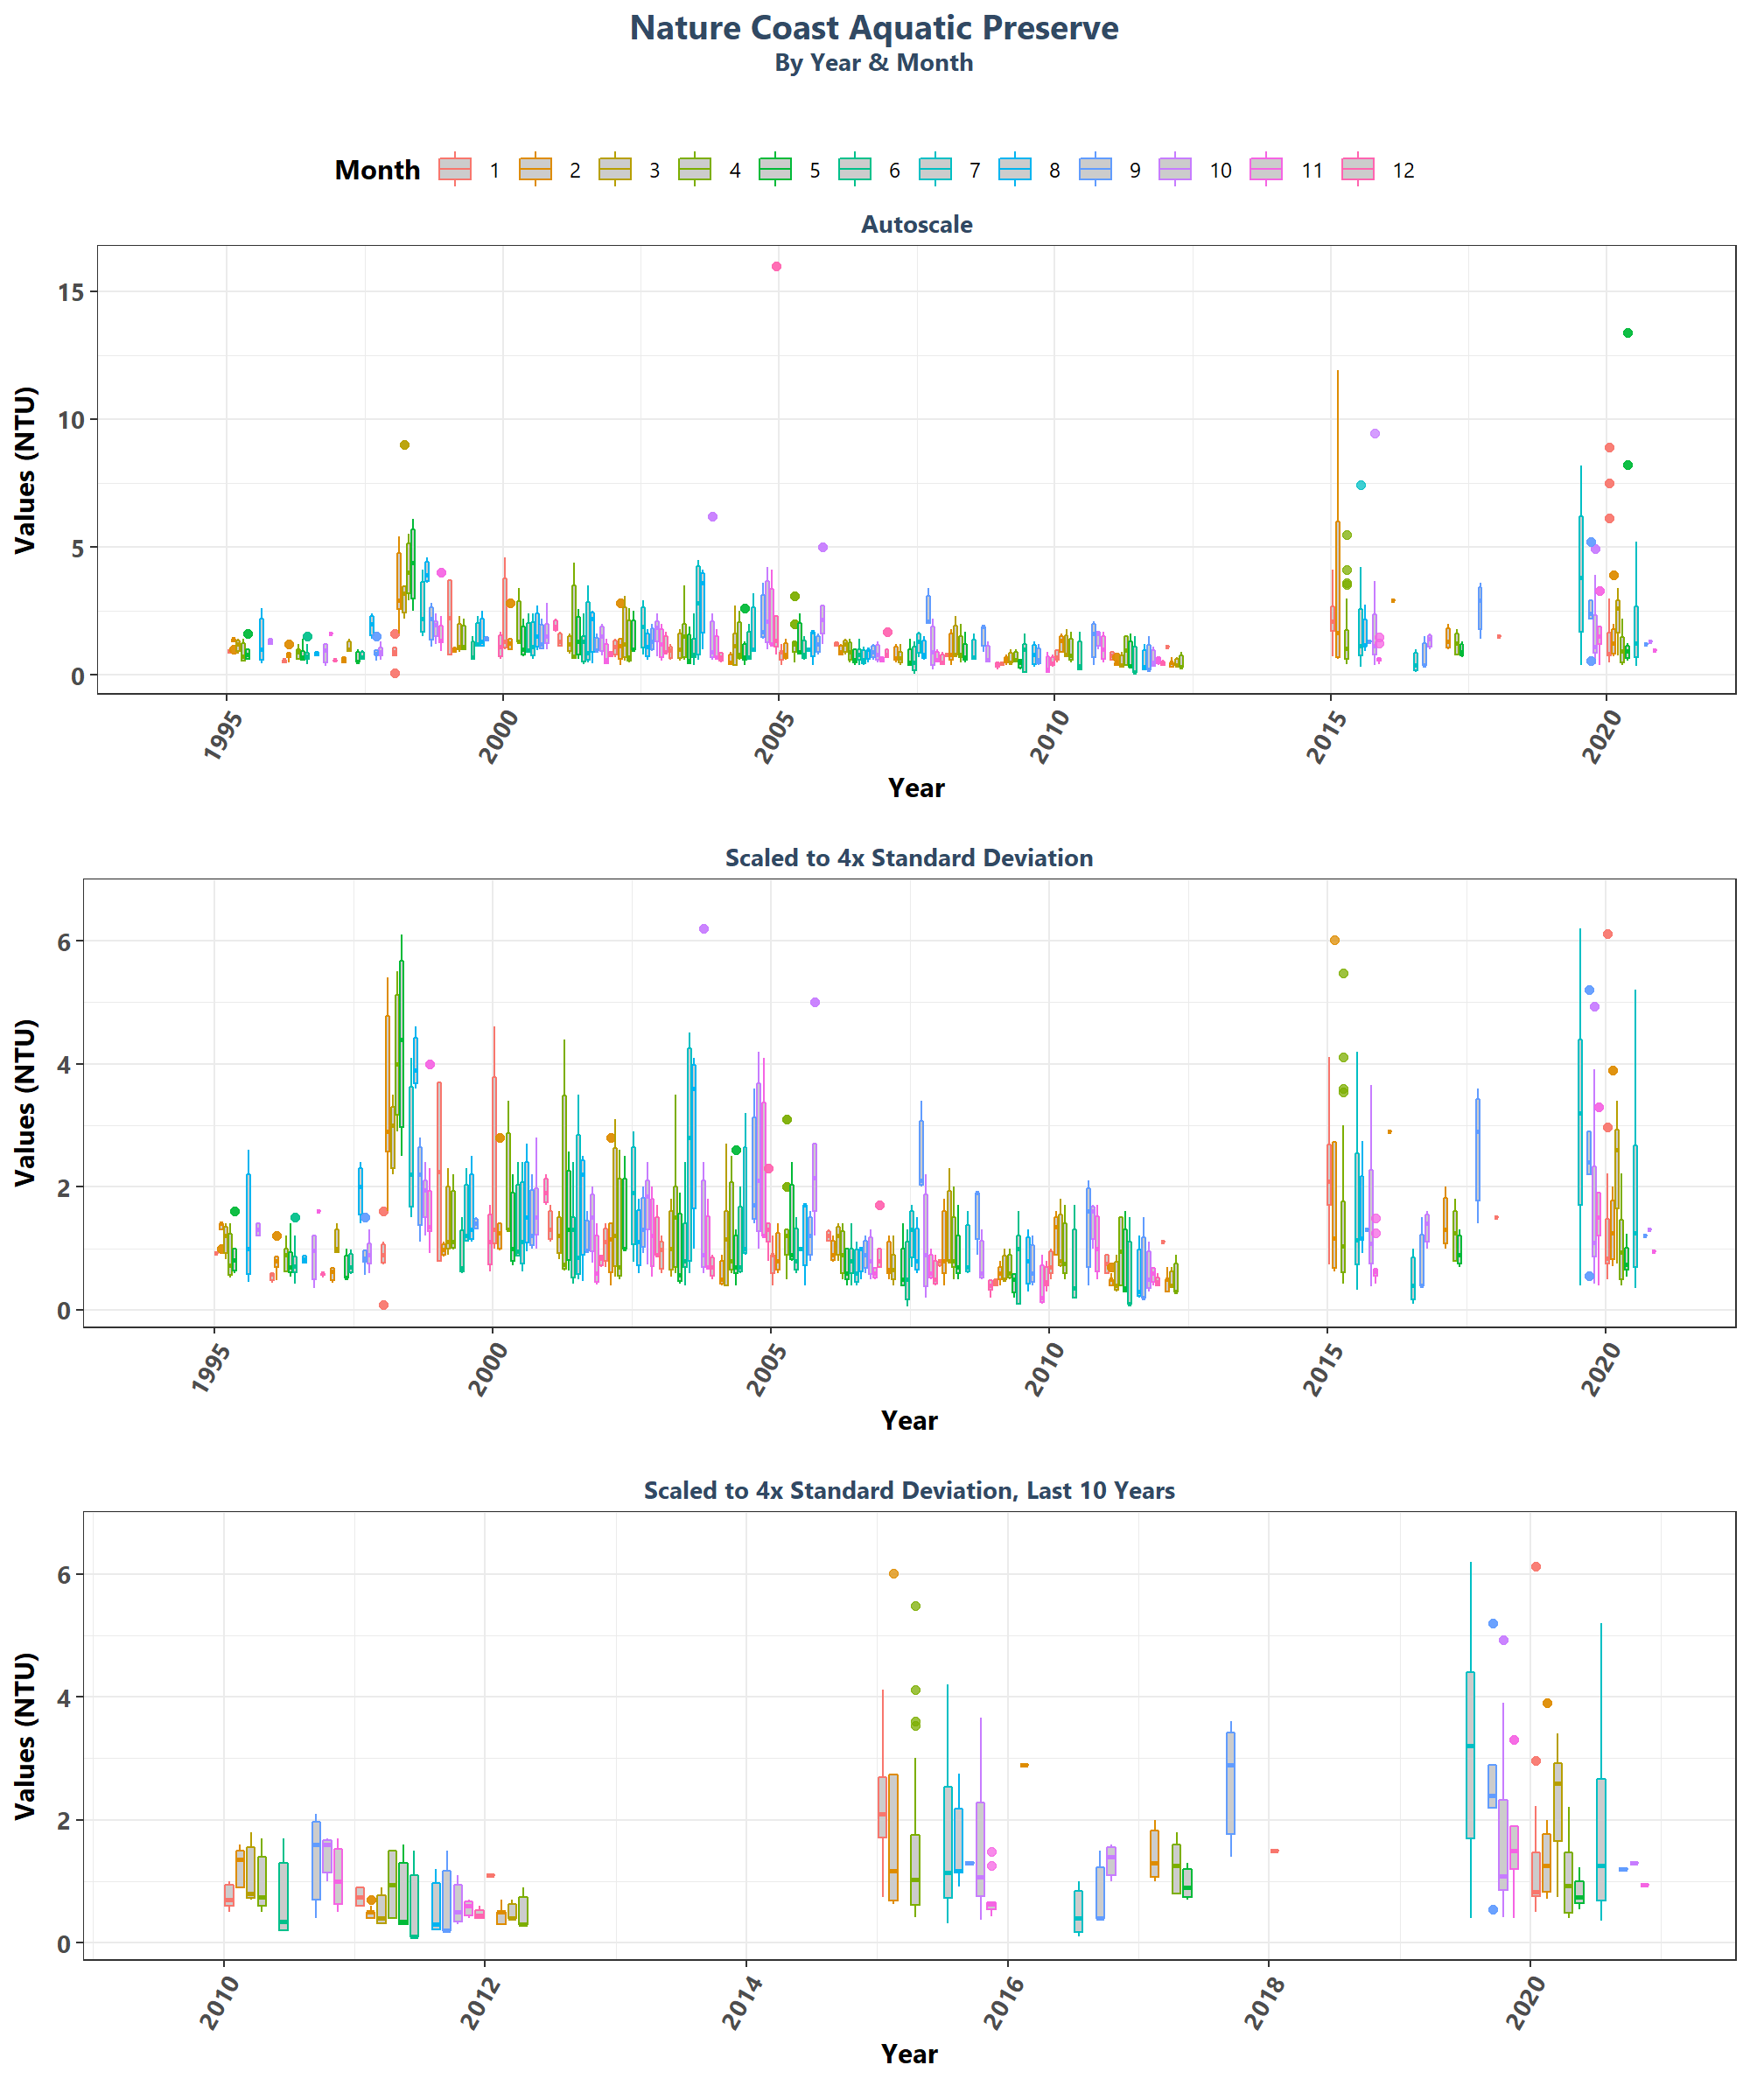 Nature Coast Aquatic Preserve
By Year & Month
Month 1 2 3 4 5 6 7 8 9 10 11 12
Autoscale
Values (NTU)
15
10
5
0
1995 2000 2005 2010 2015 2020
Year
Scaled to 4x Standard Deviation
Values (NTU)
6
4
2
0
1995 2000 2005 2010 2015 2020
Year
Scaled to 4x Standard Deviation, Last 10 Years
Values (NTU)
6
4
2
0
2010 2012 2014 2016 2018 2020
Year